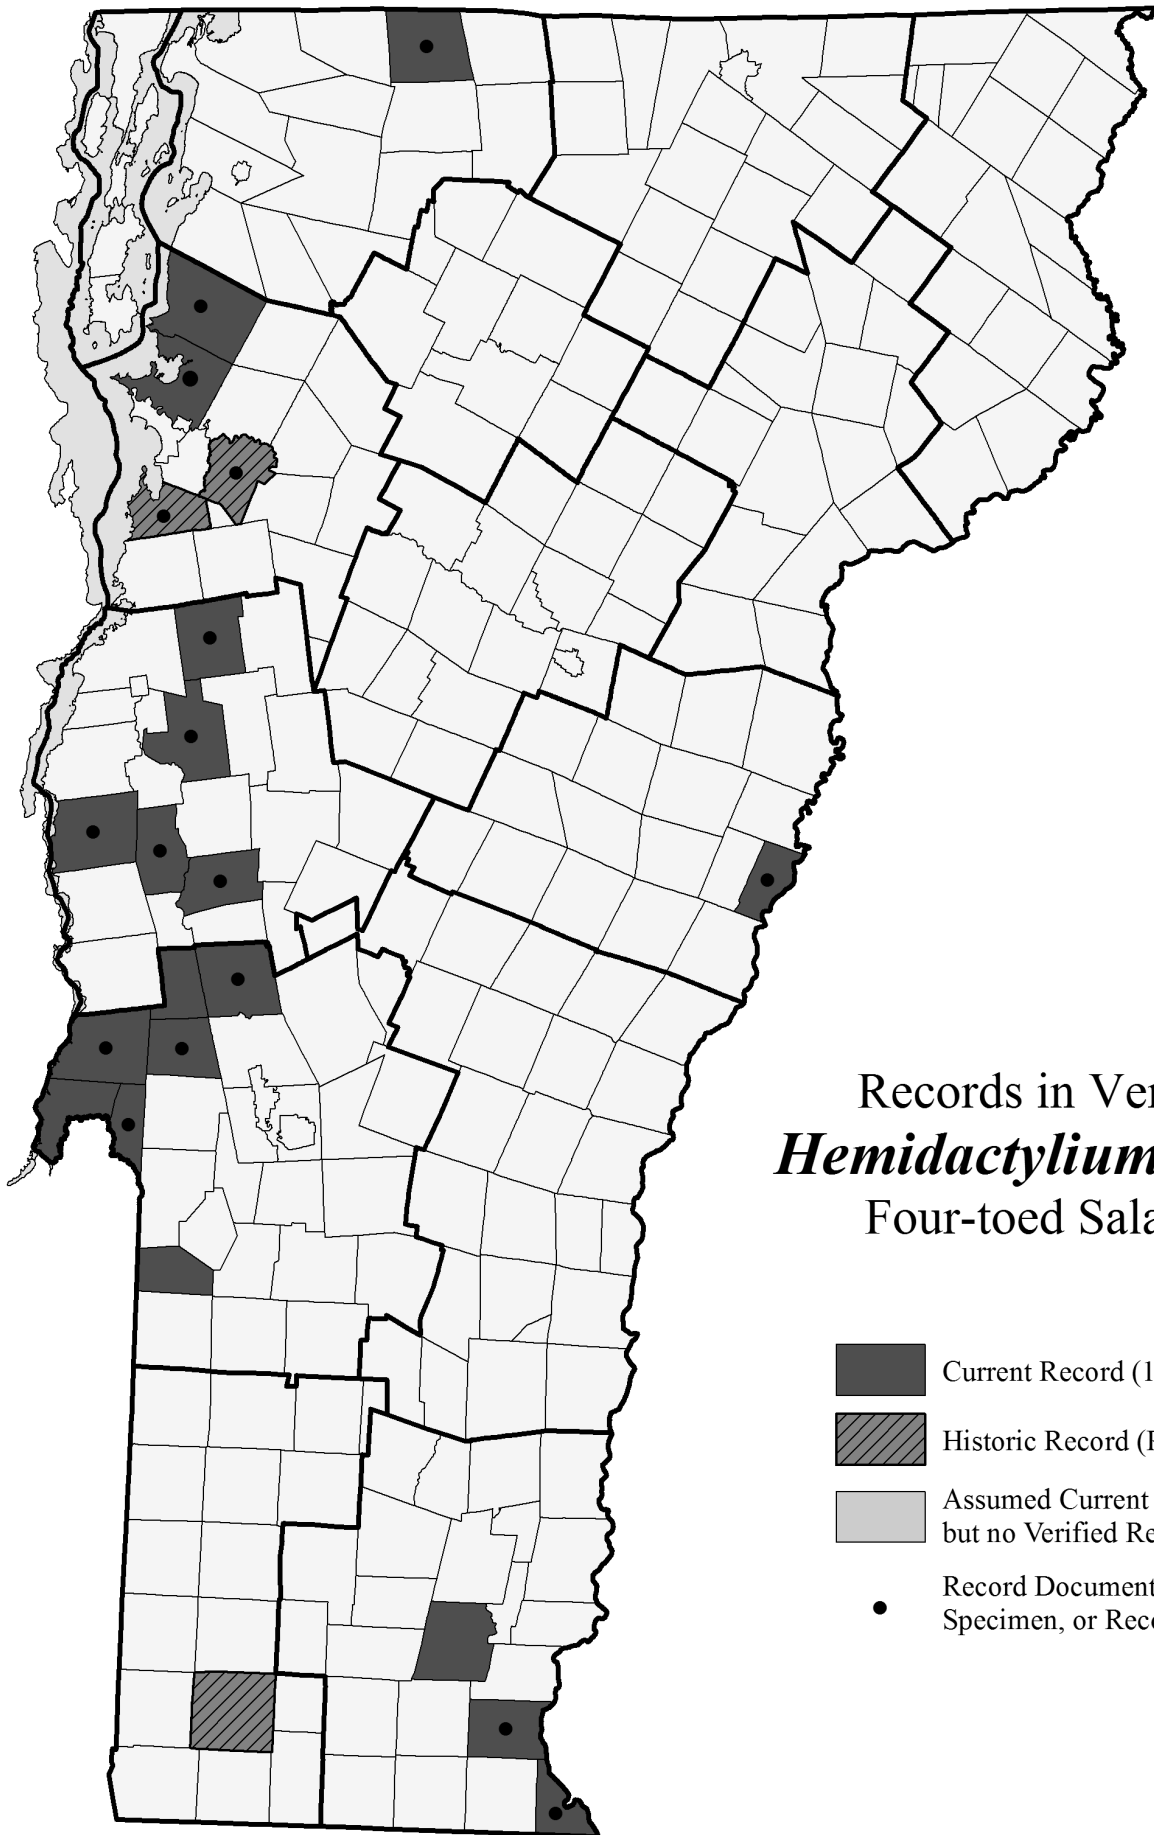 Records in Ver
Hemidactylium
Four-toed Sala
Current Record (1
Historic Record (
Assumed Current
but no Verified Re
Record Document
Specimen, or Reco